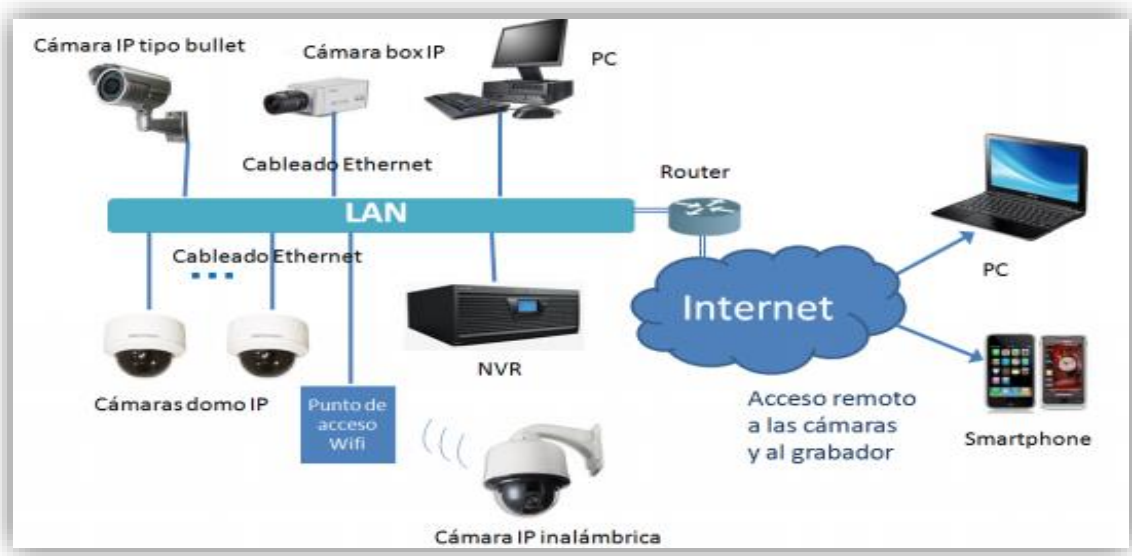 Cámara IP tipo bullet
Cámara box IP
PC
Cableado Ethernet
Router
LAN
Cableado Ethernet
Internet
PC
NVR
Cámaras domo IP
Punto de
acceso
Wifi
Acceso remoto
a las cámaras
y al grabador
Smartphone
Cámara IP inalámbrica